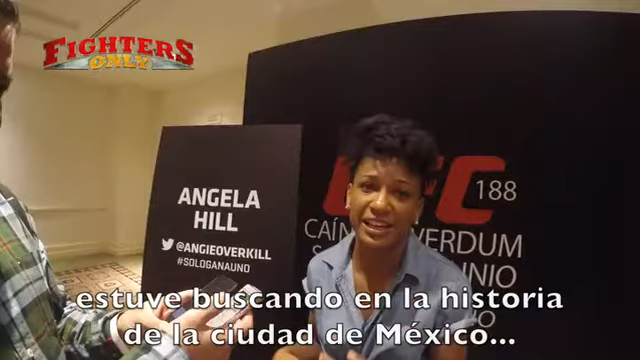 FIGHTERS
ONLY
ANGELA
HILL
@ANGIEOVERKILL
#SOLOGANAUNO
UFC 188
CAÍN VERDUM
NIO
estuve buscando en la historia
de la ciudad de México...